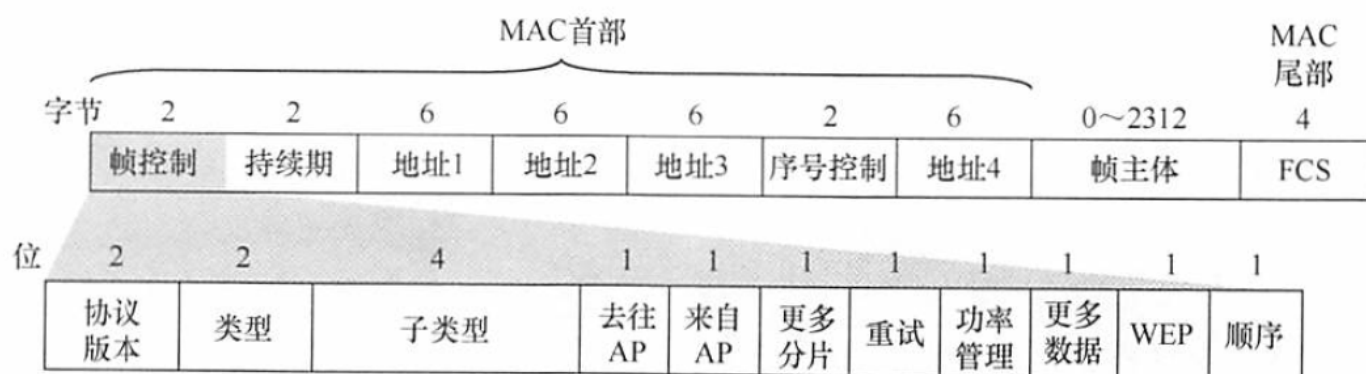 MAC首部
MAC
尾部
字节 2 2 6 6 6 2 6 0～2312 4
帧控制 持续期 地址1 地址2 地址3 序号控制 地址4 帧主体 FCS
位 2 2 4 1 1 1 1 1 1 1 1
协议
版本
类型
子类型
去往
AP
来自
AP
更多
分片
重试
功率
管理
更多
数据
WEP
顺序